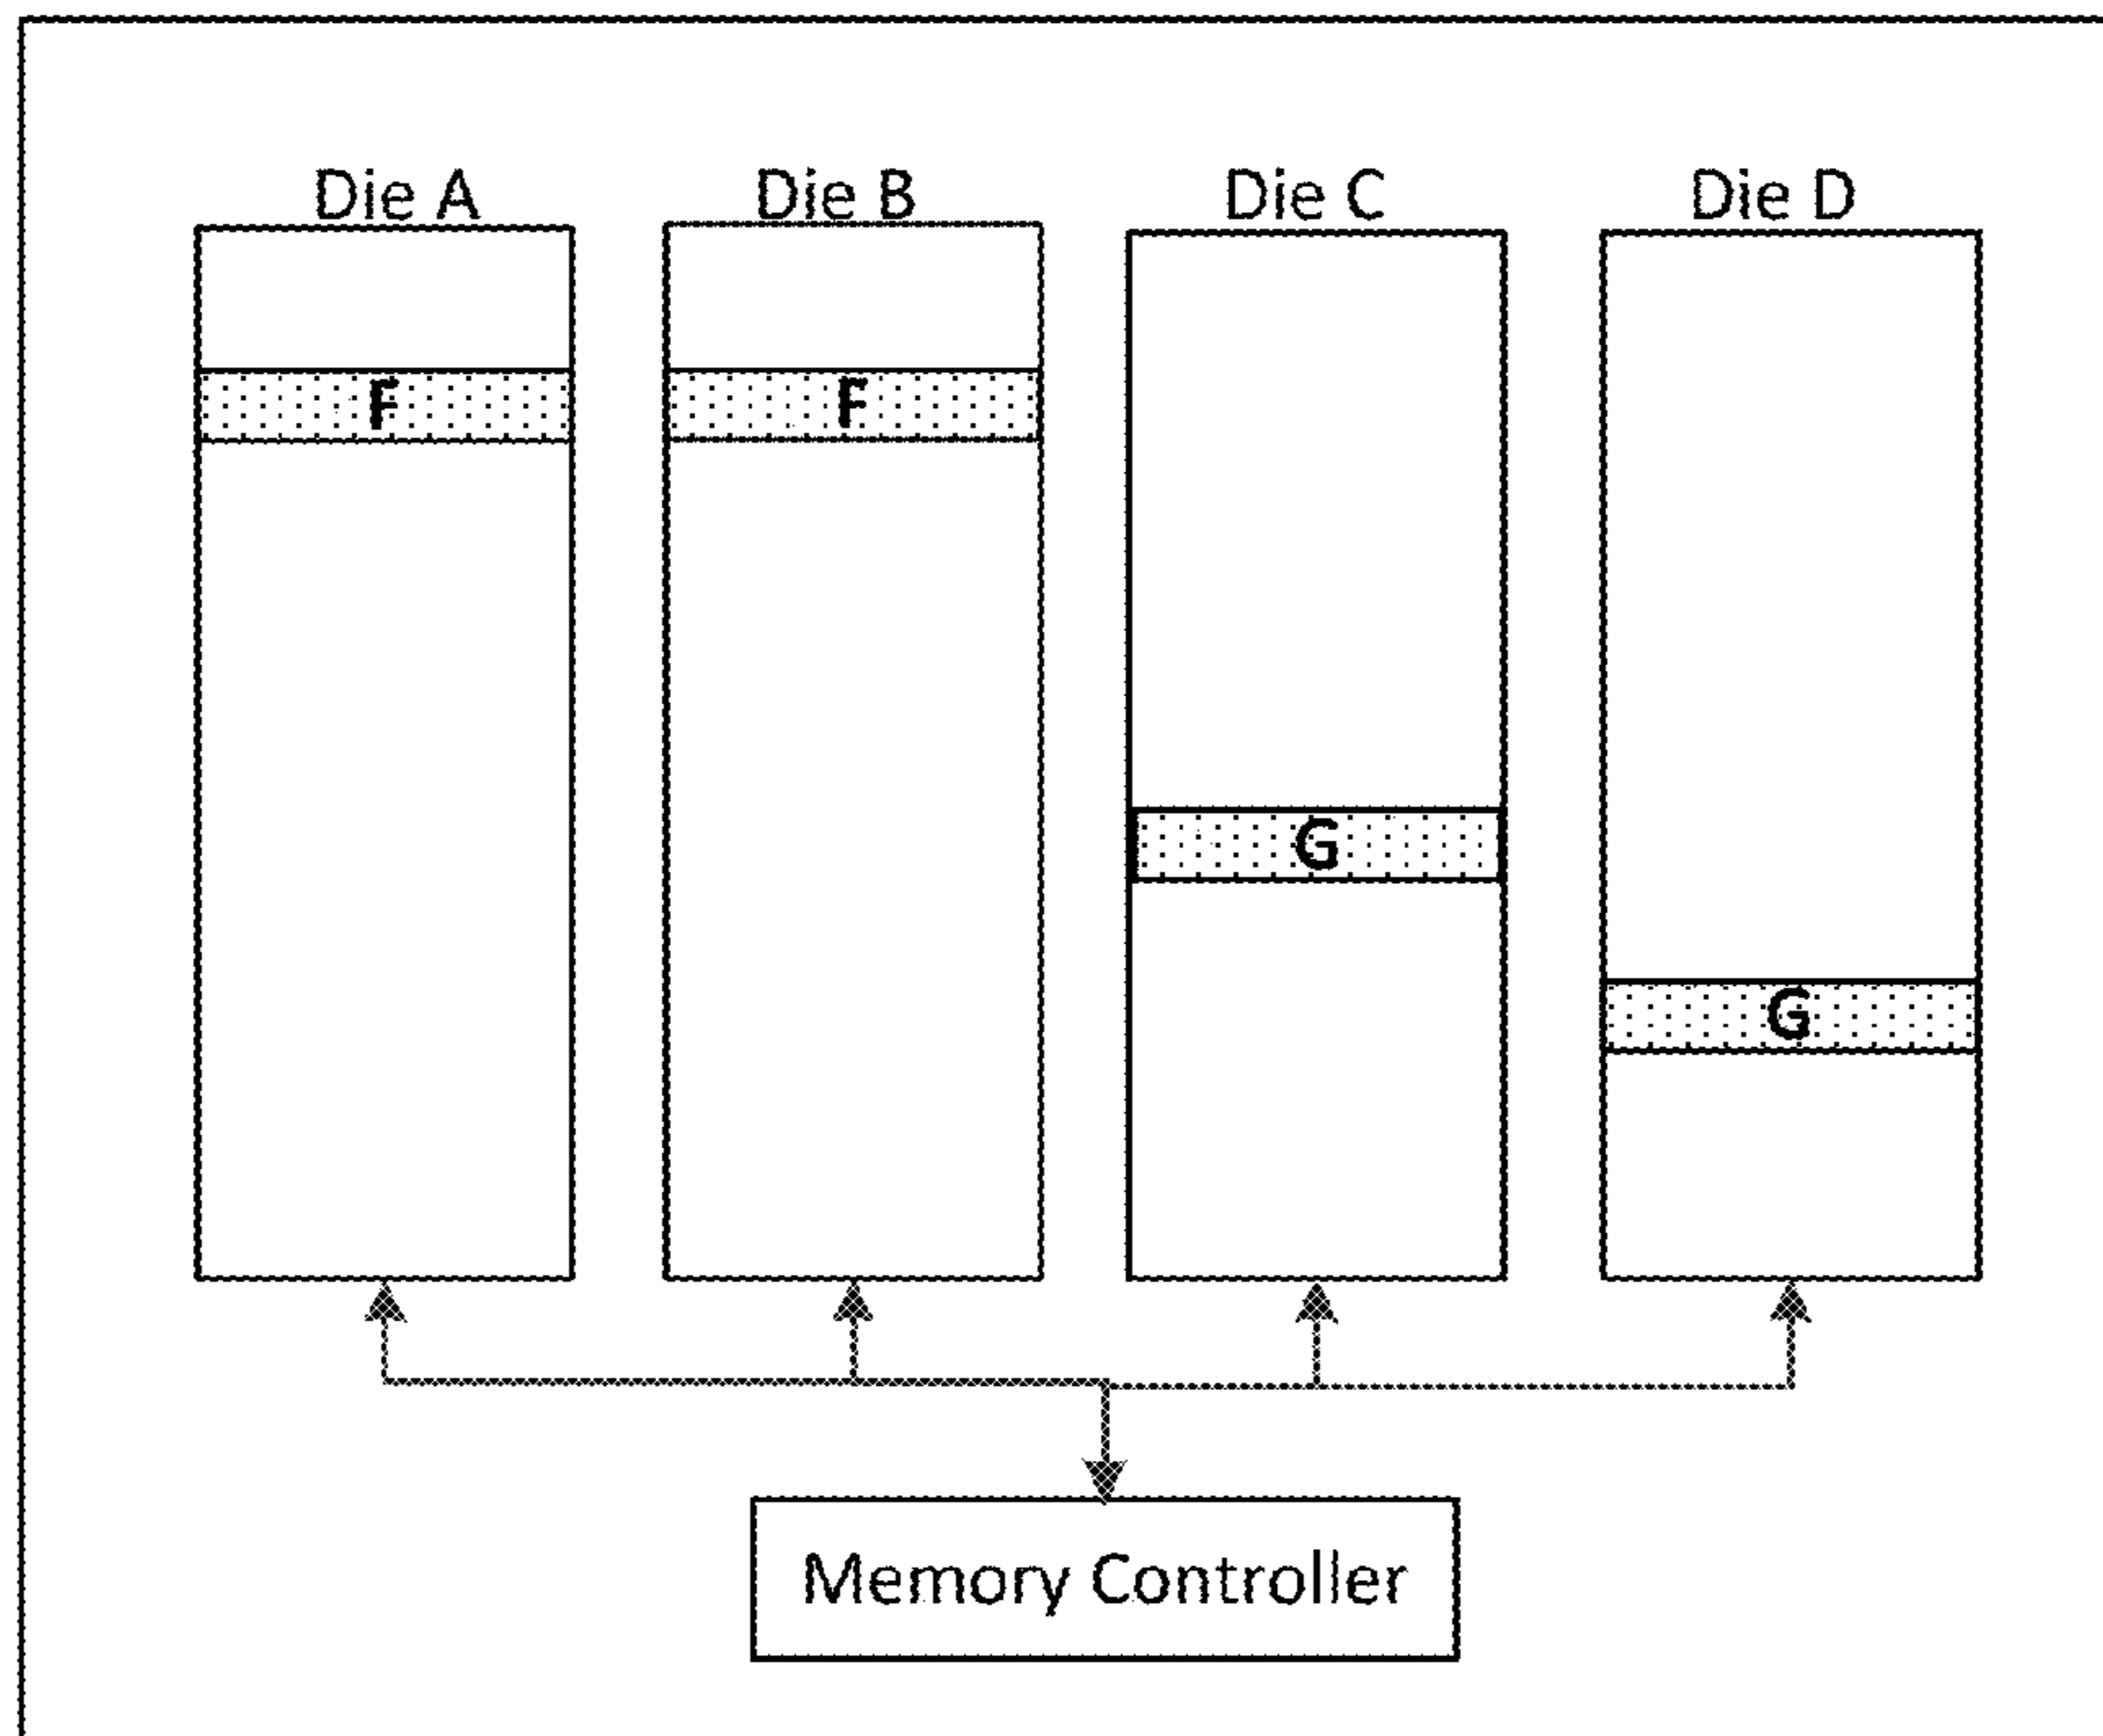 Die A Die B Die C Die D
F F
G
G
Memory Controller